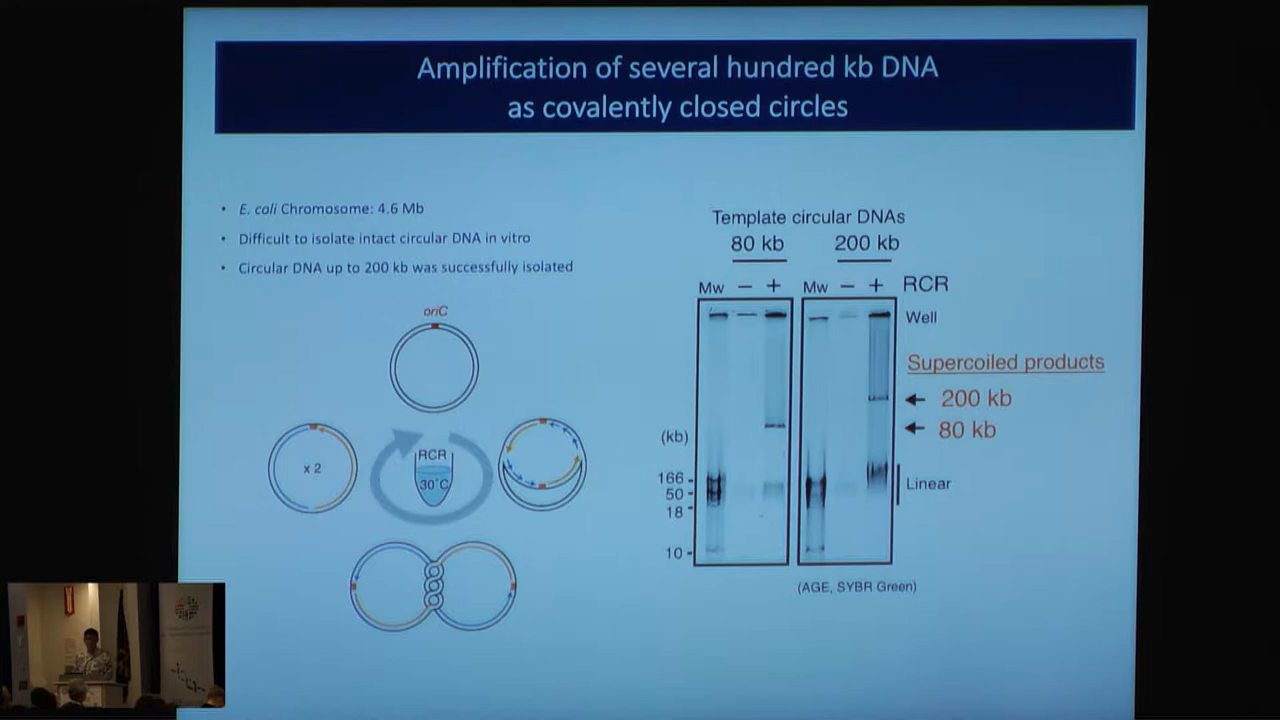 Amplification of several hundred kb DNA
as covalently closed circles
• E. coli Chromosome: 4.6 Mb
• Difficult to isolate intact circular DNA in vitro
• Circular DNA up to 200 kb was successfully isolated
oriC
x 2
RCR
30°C
Template circular DNAs
80 kb 200 kb
Mw − + Mw − + RCR
Well
Supercoiled products
200 kb
80 kb
(kb)
166
50
18
10
Linear
(AGE, SYBR Green)